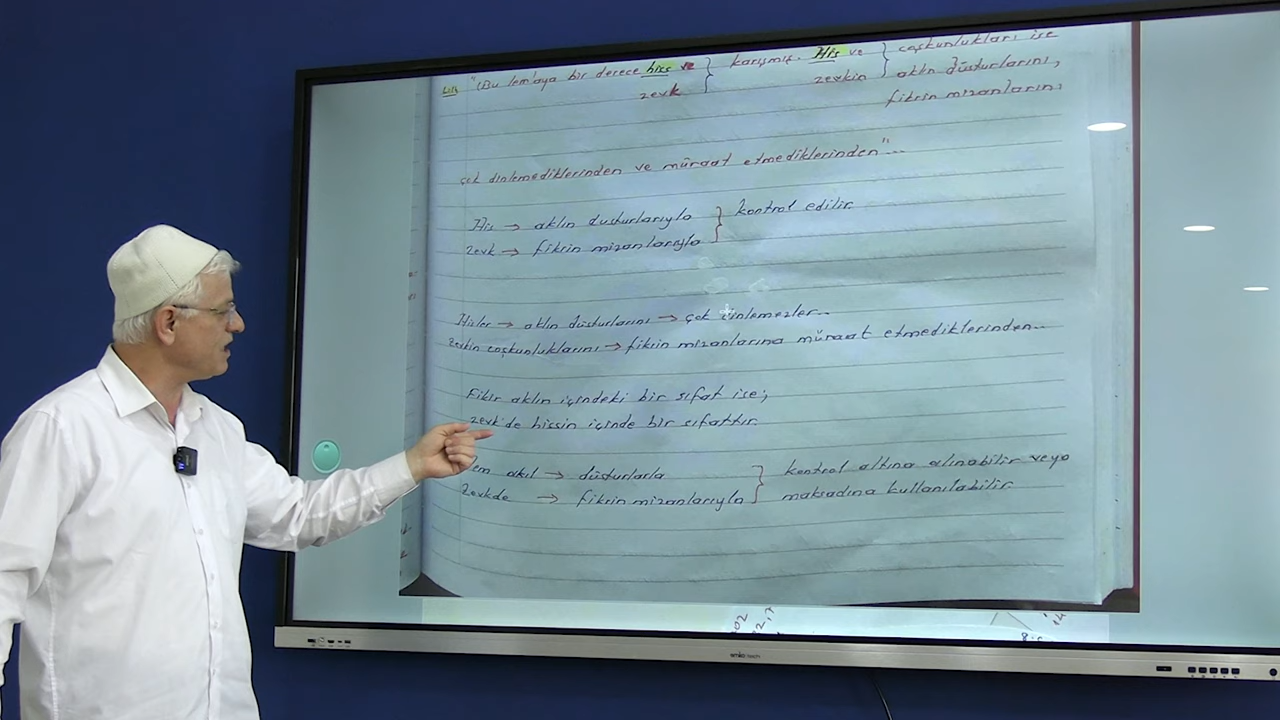 "(Bu lem'aya bir derece hiss ve } karışmış. His ve } coşkunlukları ise
zevk zevkin aklın düsturlarını,
fikrin mizanlarını
çok dinlemediklerinden ve müraat etmediklerinden"...
His → aklın dusturlarıyla } kontrol edilir.
zevk → fikrin mizanlarıyla
Hisler → aklın düsturlarını → çok dinlemezler...
zevkin coşkunluklarını → fikrin mizanlarına müraat etmediklerinden...
Fikir aklın içindeki bir sıfat ise;
zevk'de hissin içinde bir sıfattır.
akıl → düsturlarla } kontrol altına alınabilir veya
zevkde → fikrin mizanlarıyla maksadına kullanılabilir.